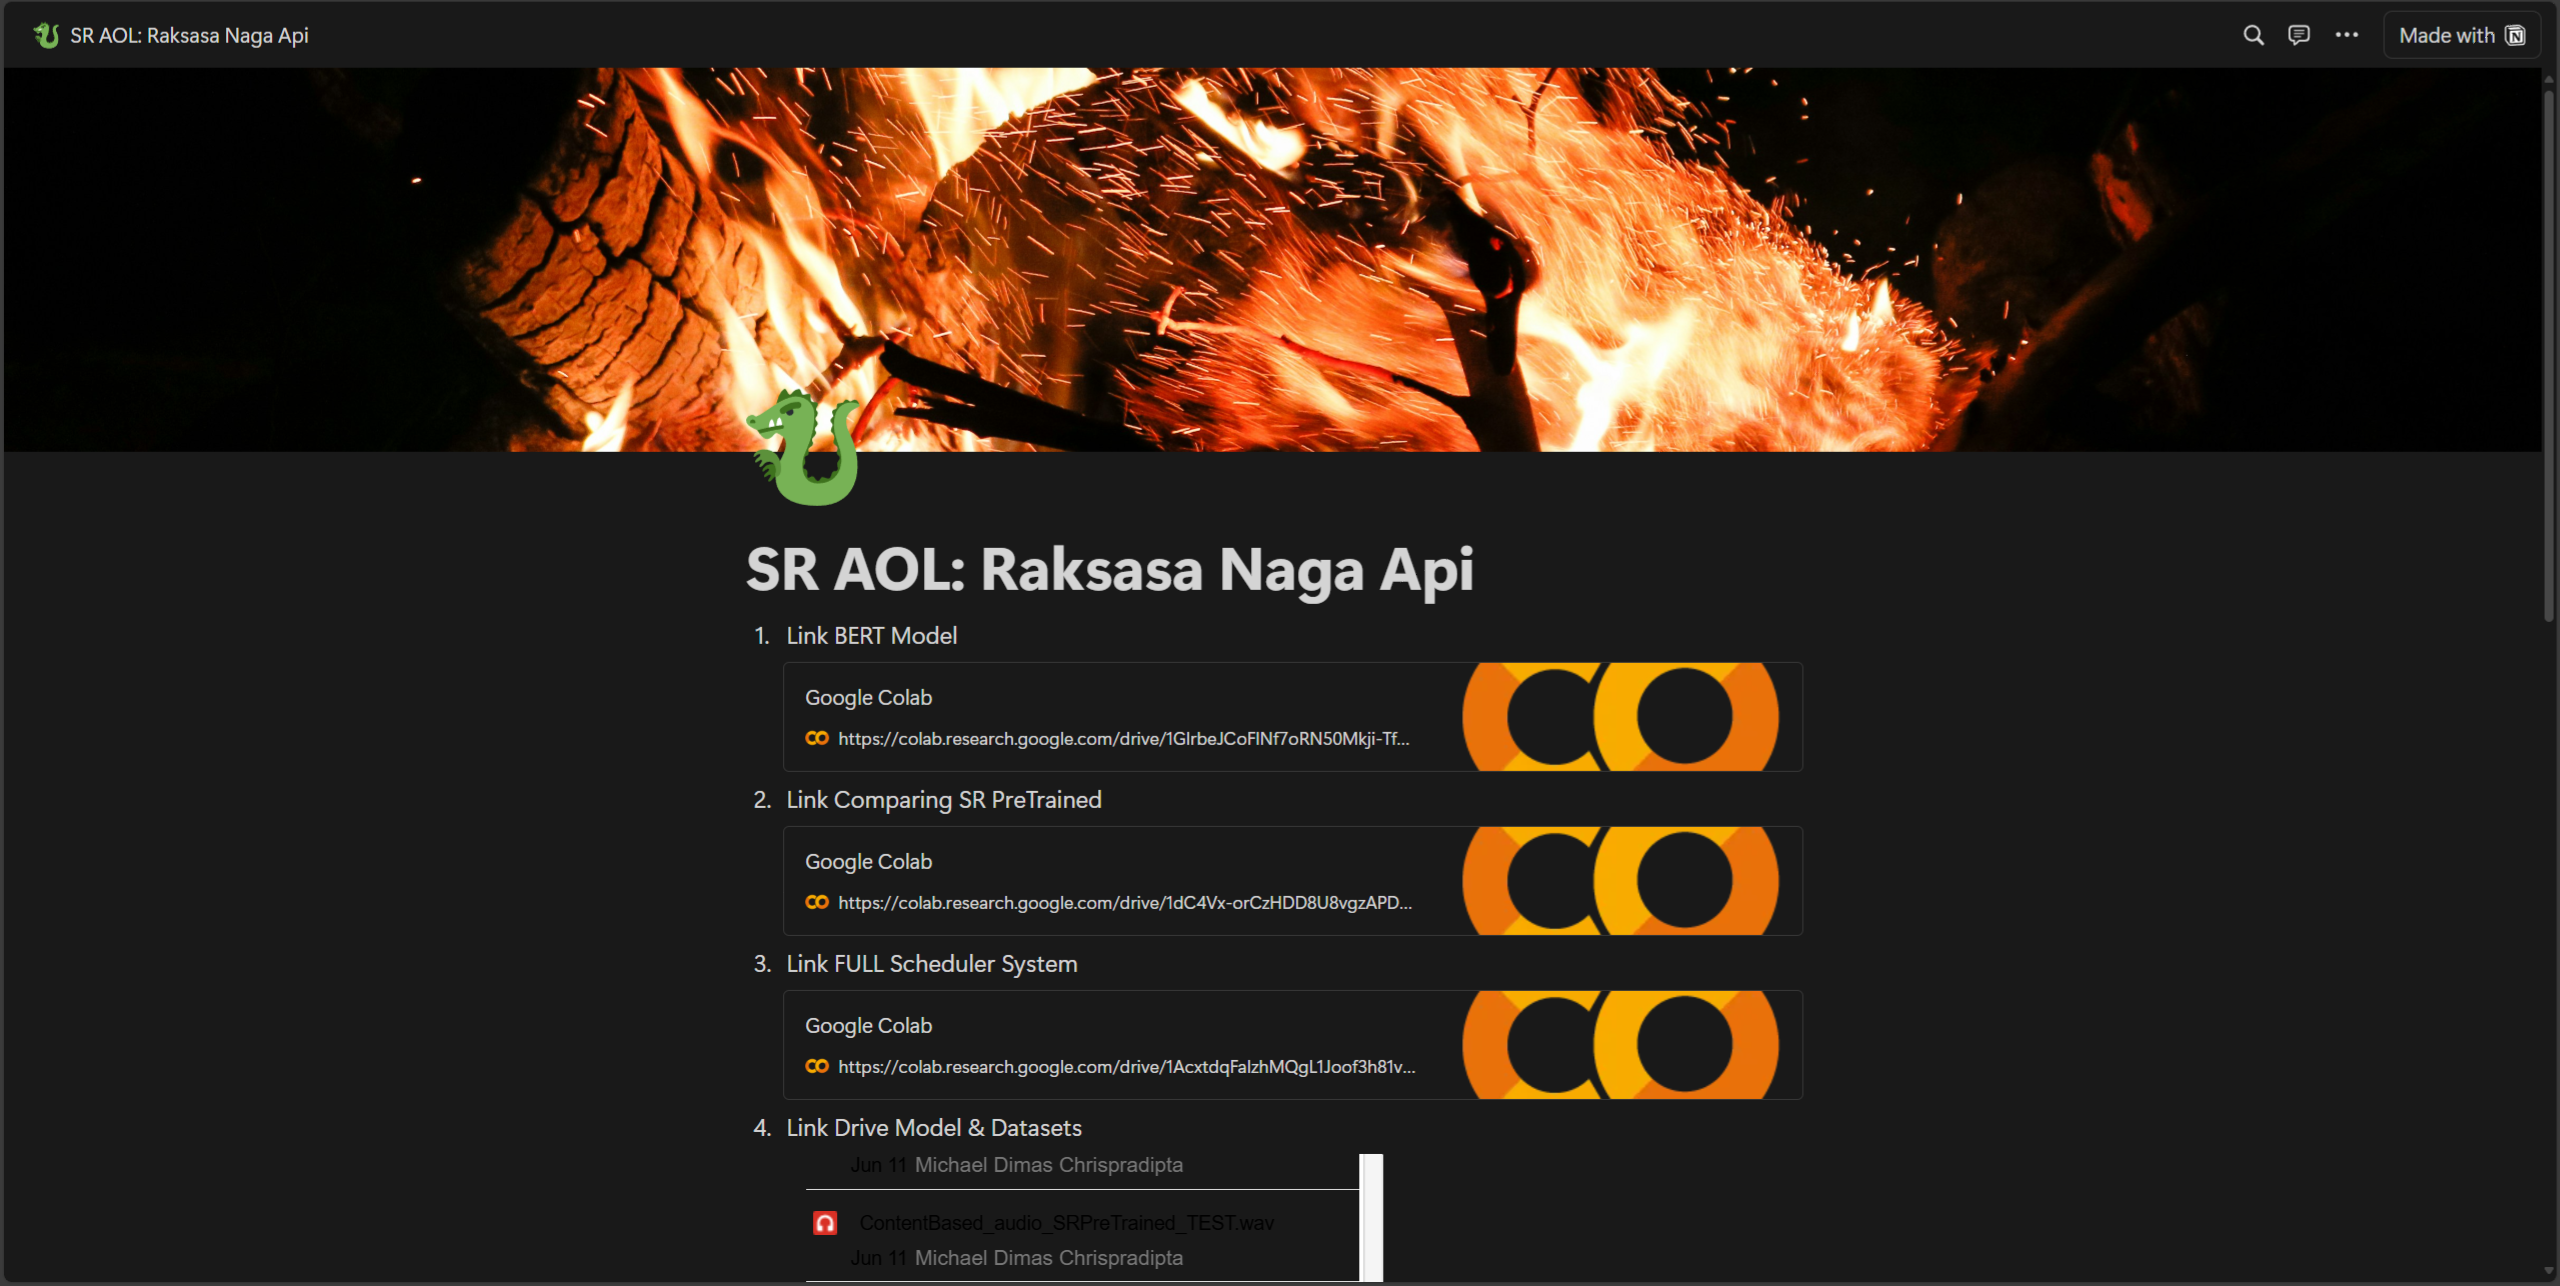 SR AOL: Raksasa Naga Api
Made with
SR AOL: Raksasa Naga Api
1. Link BERT Model
Google Colab
https://colab.research.google.com/drive/1GlrbeJCoFINf7oRN50Mkji-Tf...
2. Link Comparing SR PreTrained
Google Colab
https://colab.research.google.com/drive/1dC4Vx-orCzHDD8U8vgzAPD...
3. Link FULL Scheduler System
Google Colab
https://colab.research.google.com/drive/1AcxtdqFalzhMQgL1Joof3h81v...
4. Link Drive Model & Datasets
Jun 11 Michael Dimas Chrispradipta
ContentBased_audio_SRPreTrained_TEST.wav
Jun 11 Michael Dimas Chrispradipta